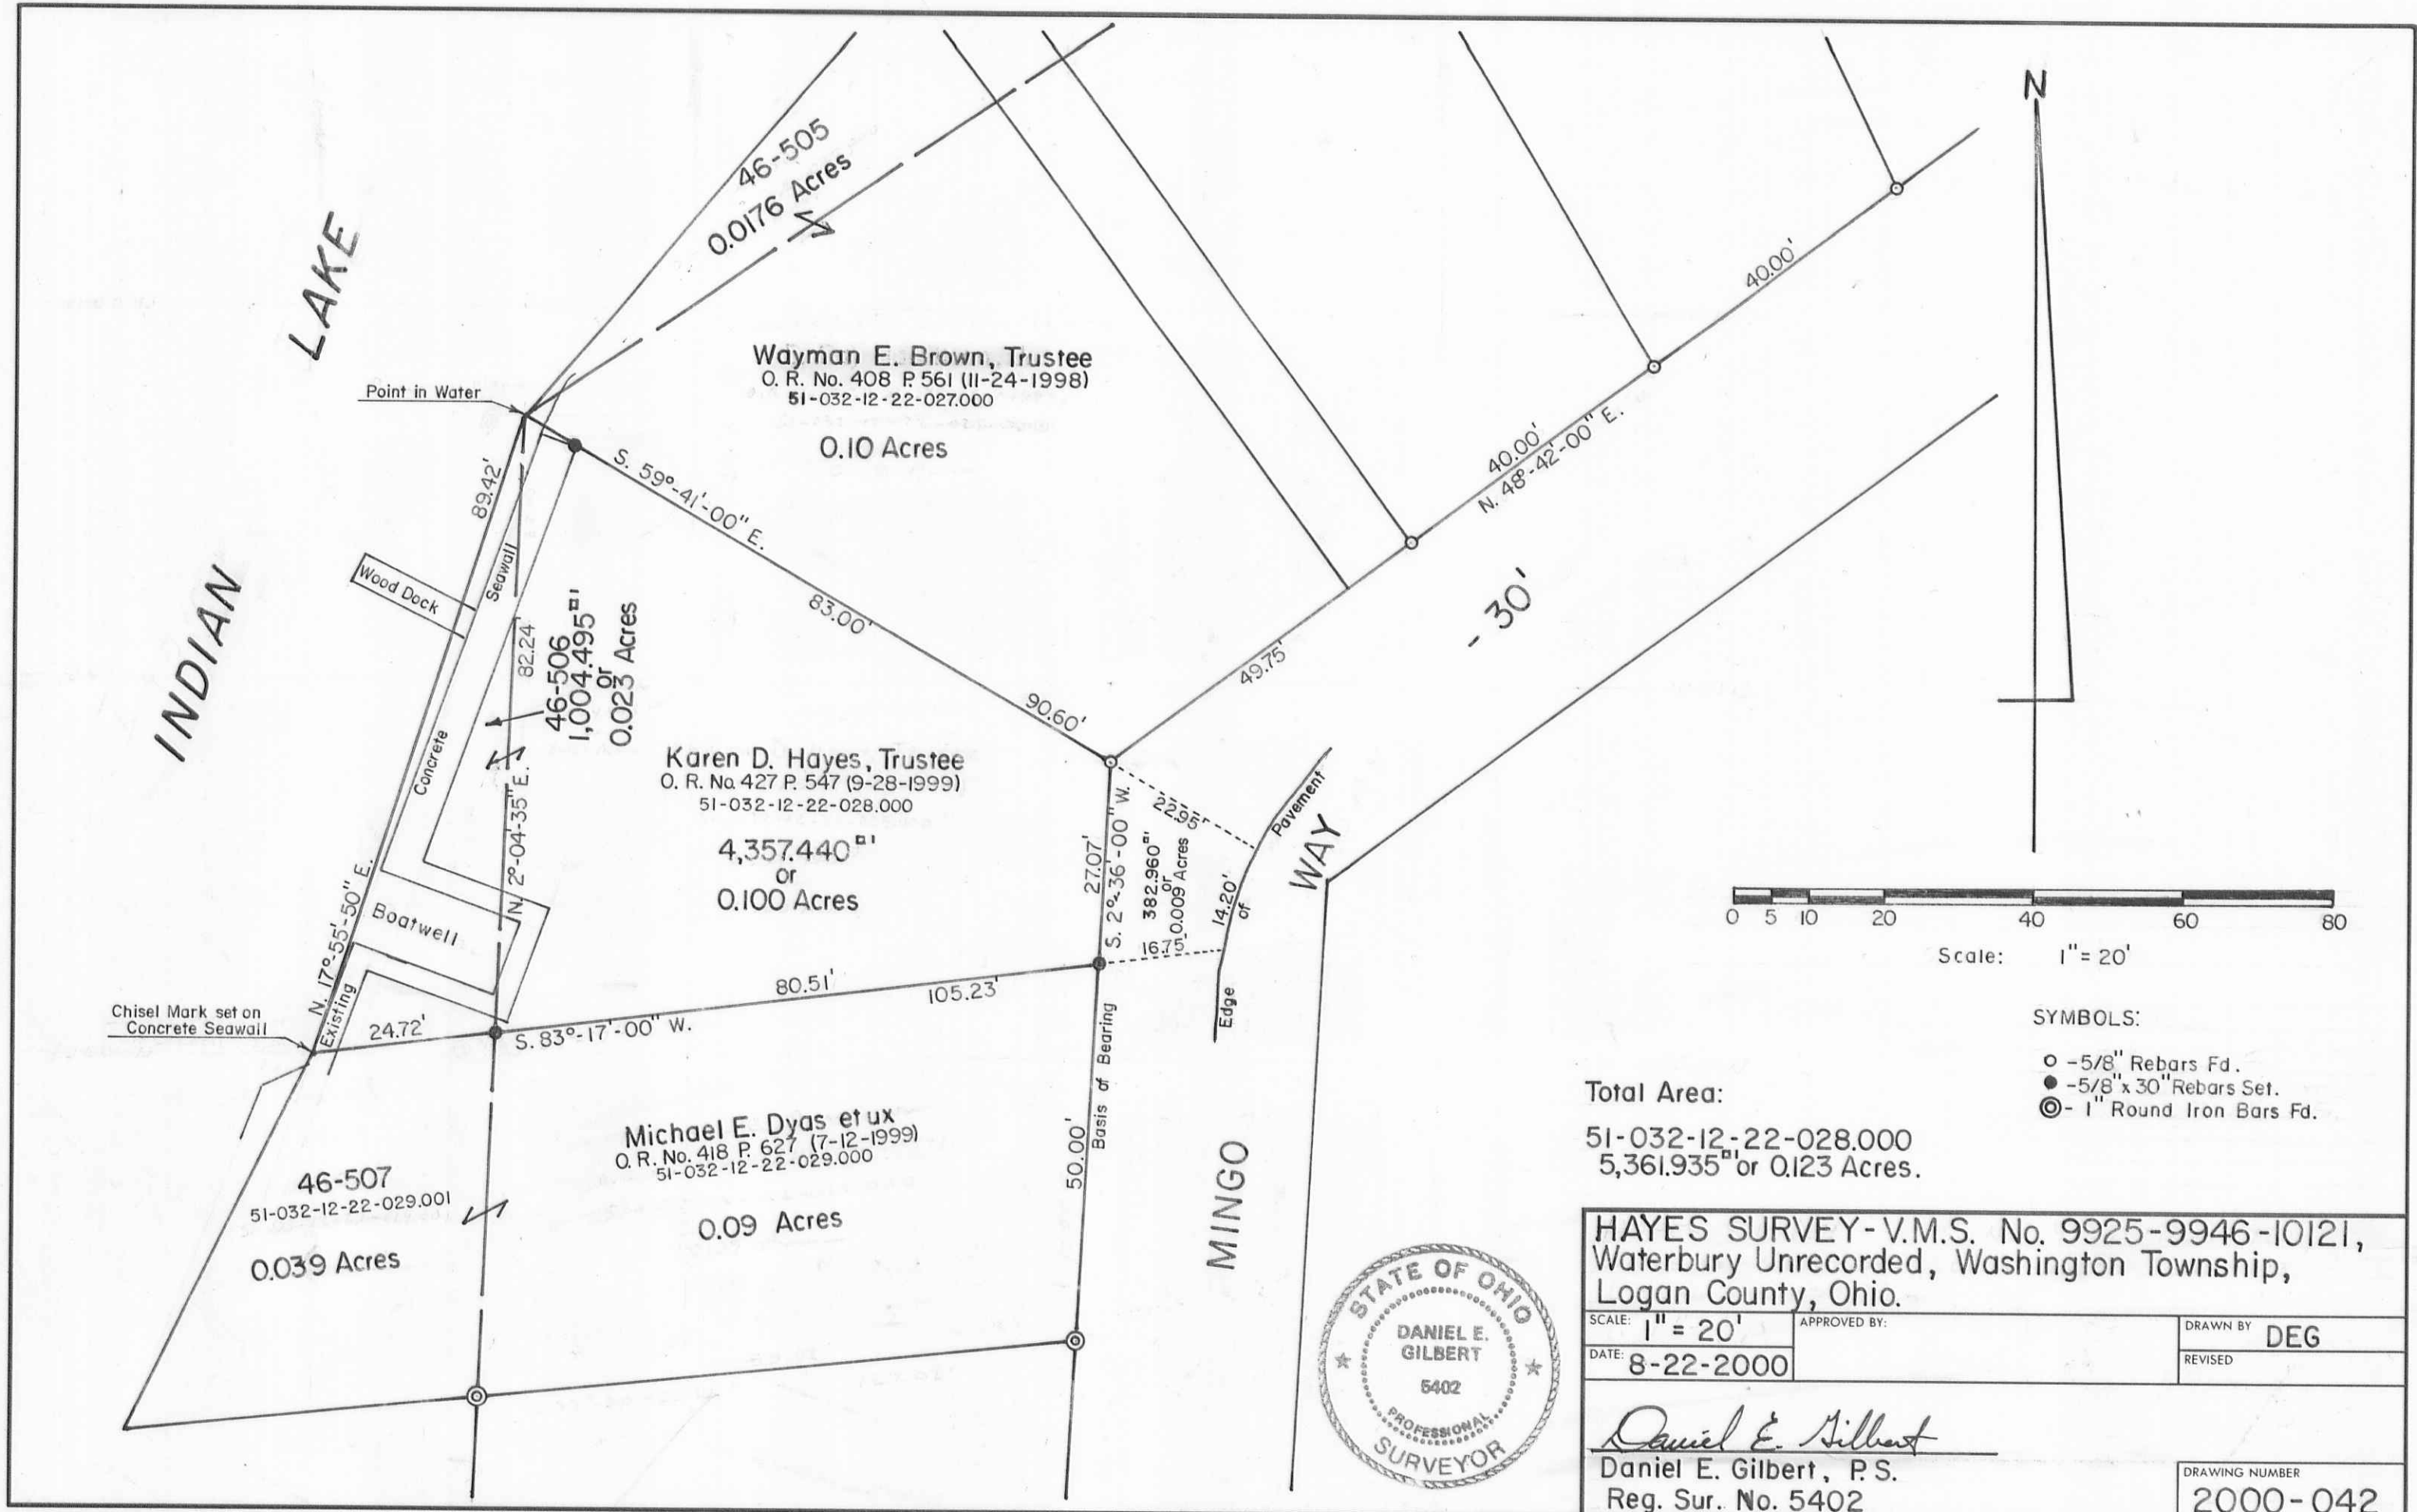 N
46-505
0.0176 Acres
LAKE
INDIAN
Point in Water
Wayman E. Brown, Trustee
O. R. No. 408 P. 561 (11-24-1998)
51-032-12-22-027.000
0.10 Acres
40.00'
40.00'
N. 48°-42'-00" E.
- 30'
49.75'
S. 59°-41'-00" E.
83.00'
90.60'
89.42'
Wood Dock
Seawall
Concrete
82.24'
46-506
1,004.495□'
or
0.023 Acres
N. 2°-04'-35" E.
Karen D. Hayes, Trustee
O. R. No. 427 P. 547 (9-28-1999)
51-032-12-22-028.000
4,357.440□'
or
0.100 Acres
27.07'
S. 2°-36'-00" W.
22.95'
382.960□'
or
0.009 Acres
14.20'
16.75'
Edge of Pavement
WAY
MINGO
N. 17°-55'-50" E.
Boatwell
Existing
Chisel Mark set on
Concrete Seawall
24.72'
S. 83°-17'-00" W.
80.51'
105.23'
50.00'
Basis of Bearing
Michael E. Dyas et ux
O. R. No. 418 P. 627 (7-12-1999)
51-032-12-22-029.000
0.09 Acres
46-507
51-032-12-22-029.001
0.039 Acres
0 5 10 20 40 60 80
Scale: 1" = 20'
SYMBOLS:
○ -5/8" Rebars Fd.
● -5/8" x 30" Rebars Set.
◎ - 1" Round Iron Bars Fd.
Total Area:
51-032-12-22-028.000
5,361.935□' or 0.123 Acres.
HAYES SURVEY - V.M.S. No. 9925-9946-10121,
Waterbury Unrecorded, Washington Township,
Logan County, Ohio.
SCALE: 1" = 20'
APPROVED BY:
DRAWN BY DEG
DATE: 8-22-2000
REVISED
Daniel E. Gilbert
Daniel E. Gilbert, P.S.
Reg. Sur. No. 5402
DRAWING NUMBER
2000-042
STATE OF OHIO
DANIEL E.
GILBERT
5402
PROFESSIONAL
SURVEYOR